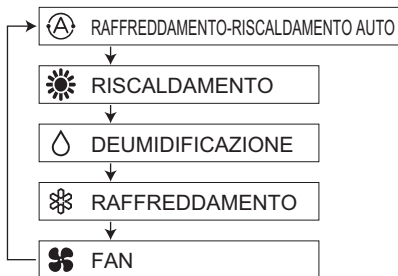 A RAFFREDDAMENTO-RISCALDAMENTO AUTO
RISCALDAMENTO
DEUMIDIFICAZIONE
RAFFREDDAMENTO
FAN